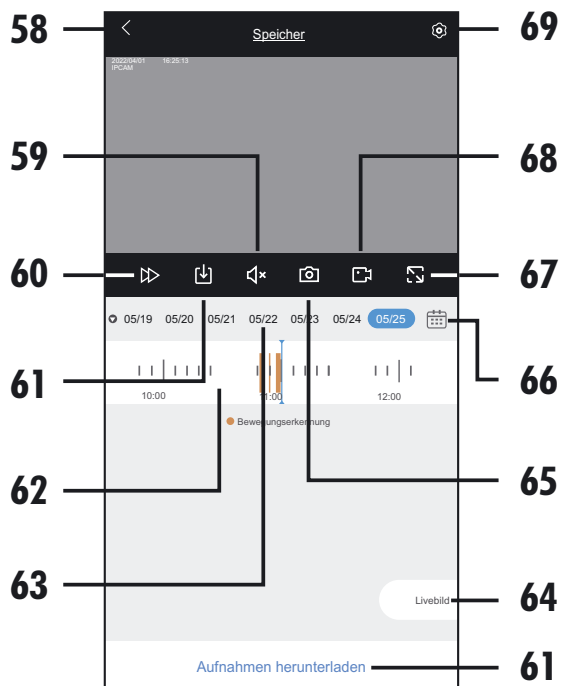 58
Speicher
69
2022/04/01 16:25:13
IPCAM
59
68
60
67
05/19 05/20 05/21 05/22 05/23 05/24 05/25
61
66
10:00 11:00 12:00
Bewegungserkennung
62
65
63
Livebild
64
Aufnahmen herunterladen
61